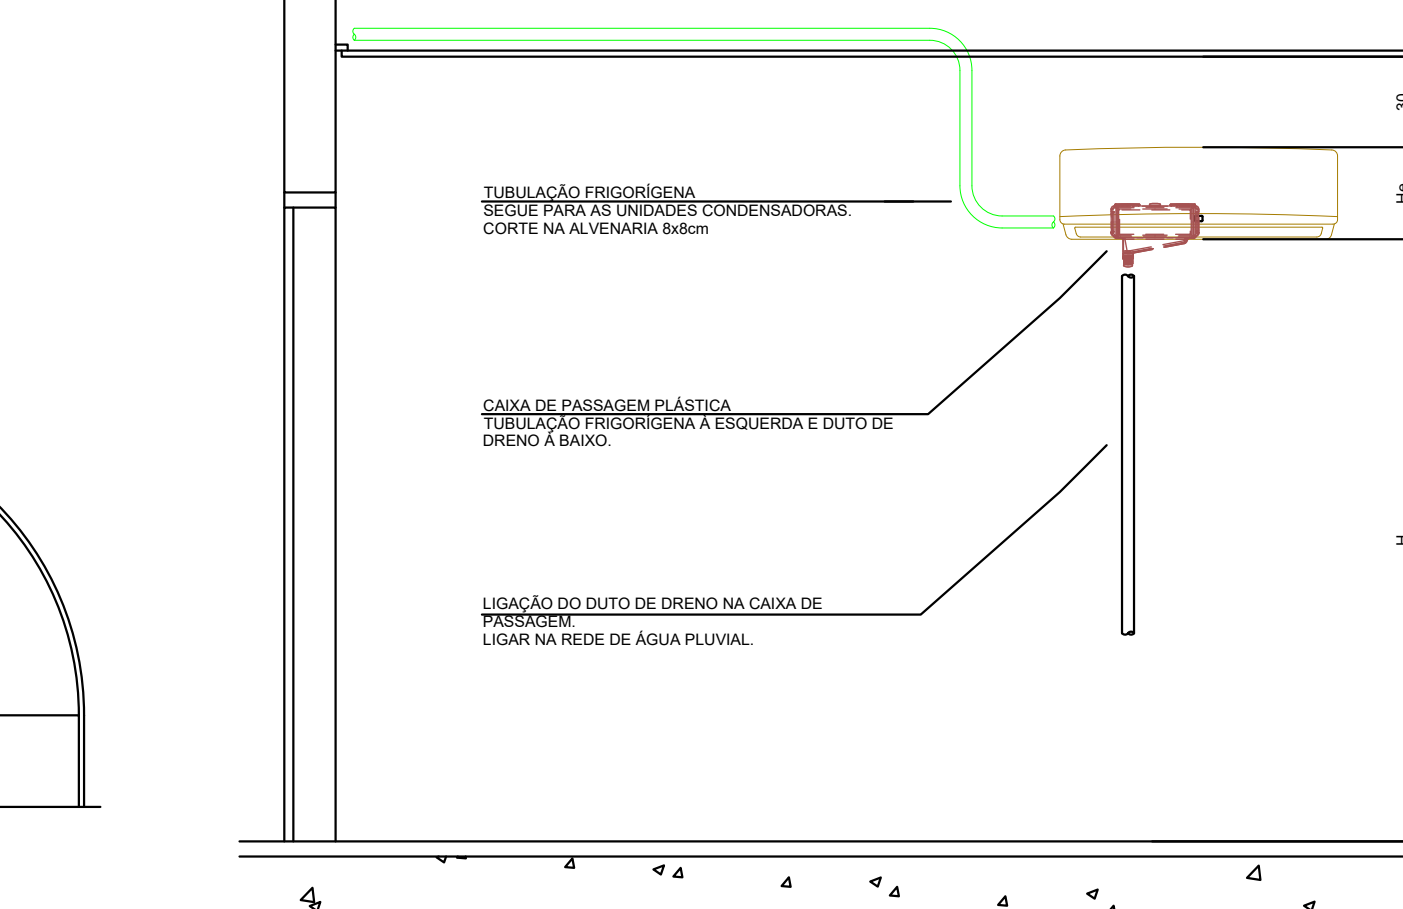 30
TUBULAÇÃO FRIGORÍGENA
SEGUE PARA AS UNIDADES CONDENSADORAS.
CORTE NA ALVENARIA 8x8cm
CAIXA DE PASSAGEM PLÁSTICA
TUBULAÇÃO FRIGORÍGENA À ESQUERDA E DUTO DE
DRENO À BAIXO.
LIGAÇÃO DO DUTO DE DRENO NA CAIXA DE
PASSAGEM.
LIGAR NA REDE DE ÁGUA PLUVIAL.
H